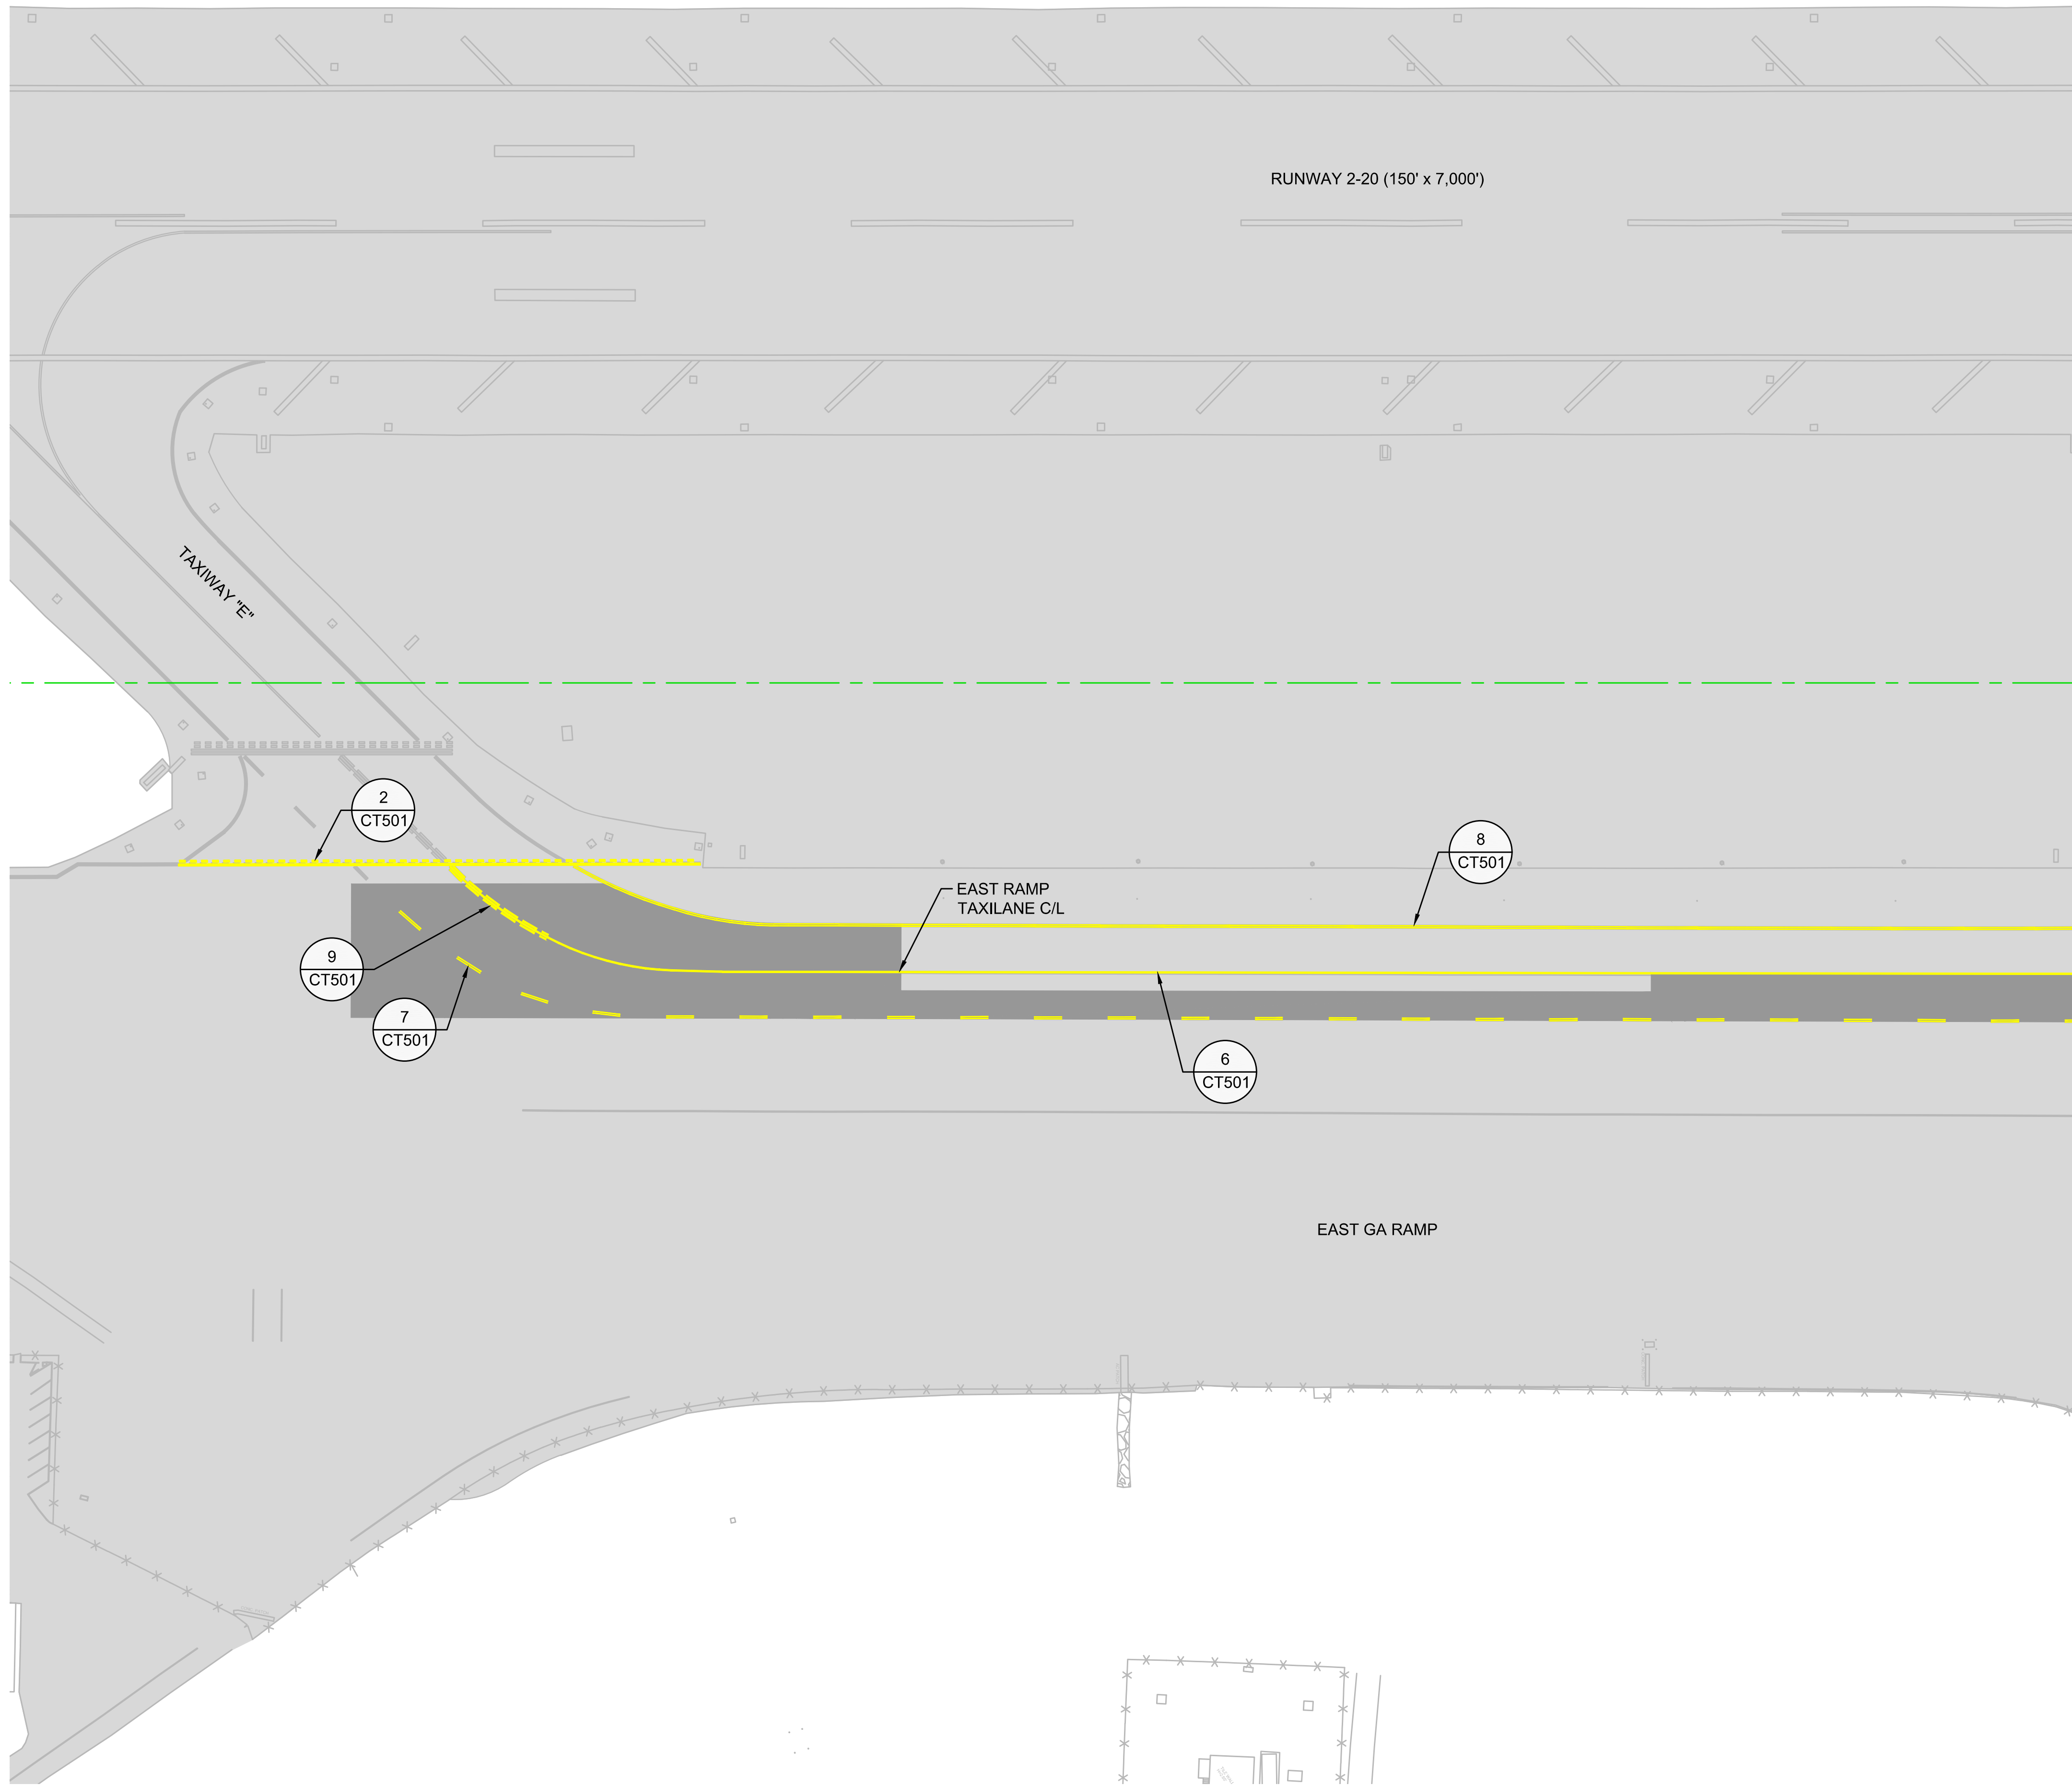 RUNWAY 2-20 (150' x 7,000')
TAXIWAY "E"
2
CT501
8
CT501
EAST RAMP
TAXILANE C/L
9
CT501
7
CT501
6
CT501
EAST GA RAMP